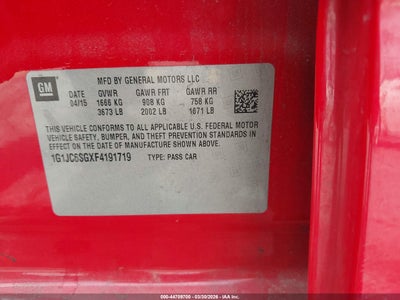 GM
MFD BY GENERAL MOTORS LLC
DATE GVWR GAWR FRT GAWR RR
04/15 1666 KG 908 KG 758 KG
3673 LB 2002 LB 1671 LB
THIS VEHICLE CONFORMS TO ALL APPLICABLE U.S. FEDERAL MOTOR
VEHICLE SAFETY, BUMPER, AND THEFT PREVENTION STANDARDS
IN EFFECT ON THE DATE OF MANUFACTURE SHOWN ABOVE.
1G1JC6SGXF4191719 TYPE: PASS CAR
000-44709700 - 03/30/2026 - IAAI.COM